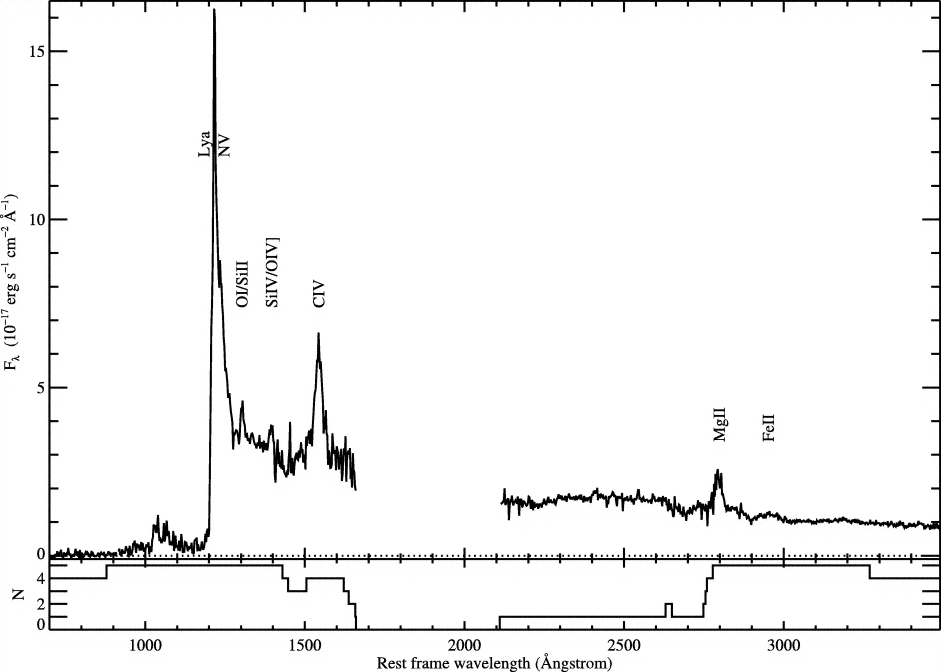 15
10
5
0
F_λ (10⁻¹⁷ erg s⁻¹ cm⁻² Å⁻¹)
Lya
NV
OI/SiII
SiIV/OIV]
CIV
MgII
FeII
N
4
2
0
1000 1500 2000 2500 3000
Rest frame wavelength (Ångstrom)